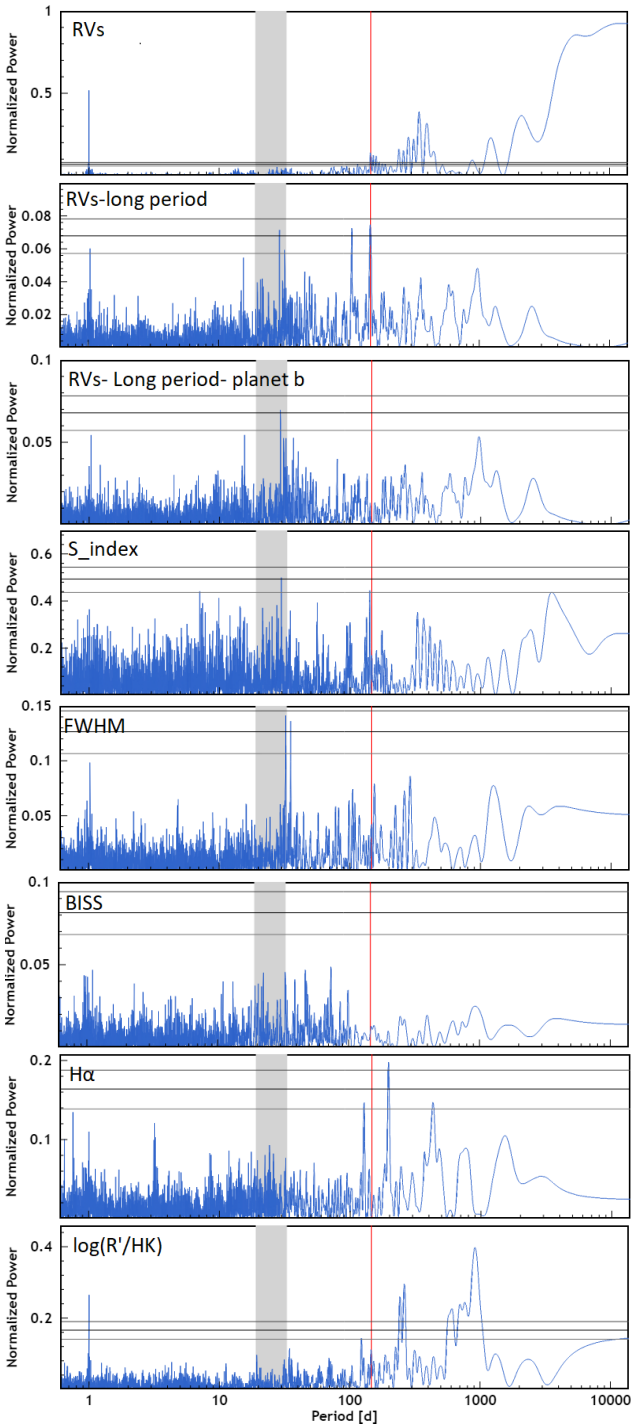 RVs
1
0.5
Normalized Power
RVs-long period
0.08
0.06
0.04
0.02
Normalized Power
RVs- Long period- planet b
0.1
0.05
Normalized Power
S_index
0.6
0.4
0.2
Normalized Power
FWHM
0.15
0.1
0.05
Normalized Power
BISS
0.1
0.05
Normalized Power
Hα
0.2
0.1
Normalized Power
log(R'/HK)
0.4
0.2
Normalized Power
1 10 100 1000 10000
Period [d]